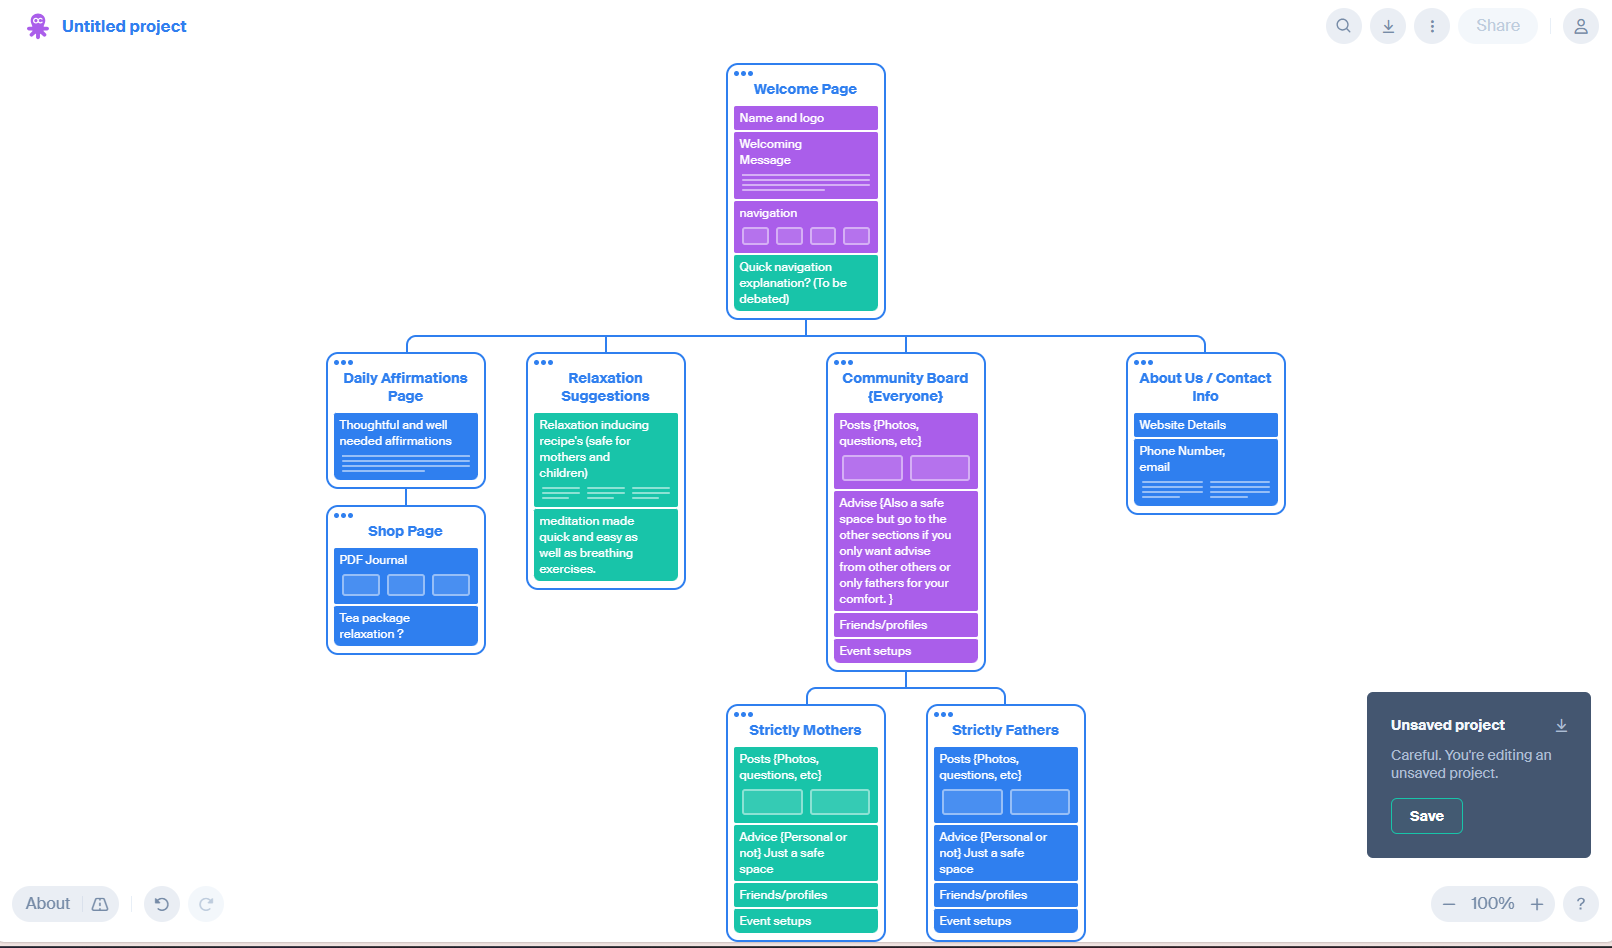 Untitled project
Share
Welcome Page
Name and logo
Welcoming
Message
navigation
Quick navigation
explanation? (To be
debated)
Daily Affirmations
Page
Thoughtful and well
needed affirmations
Shop Page
PDF Journal
Tea package
relaxation ?
Relaxation
Suggestions
Relaxation inducing
recipe's (safe for
mothers and
children)
meditation made
quick and easy as
well as breathing
exercises.
Community Board
{Everyone}
Posts {Photos,
questions, etc}
Advise {Also a safe
space but go to the
other sections if you
only want advise
from other others or
only fathers for your
comfort. }
Friends/profiles
Event setups
Strictly Mothers
Posts {Photos,
questions, etc}
Advice {Personal or
not} Just a safe
space
Friends/profiles
Event setups
Strictly Fathers
Posts {Photos,
questions, etc}
Advice {Personal or
not} Just a safe
space
Friends/profiles
Event setups
About Us / Contact
Info
Website Details
Phone Number,
email
Unsaved project
Careful. You're editing an
unsaved project.
Save
About
100%
?